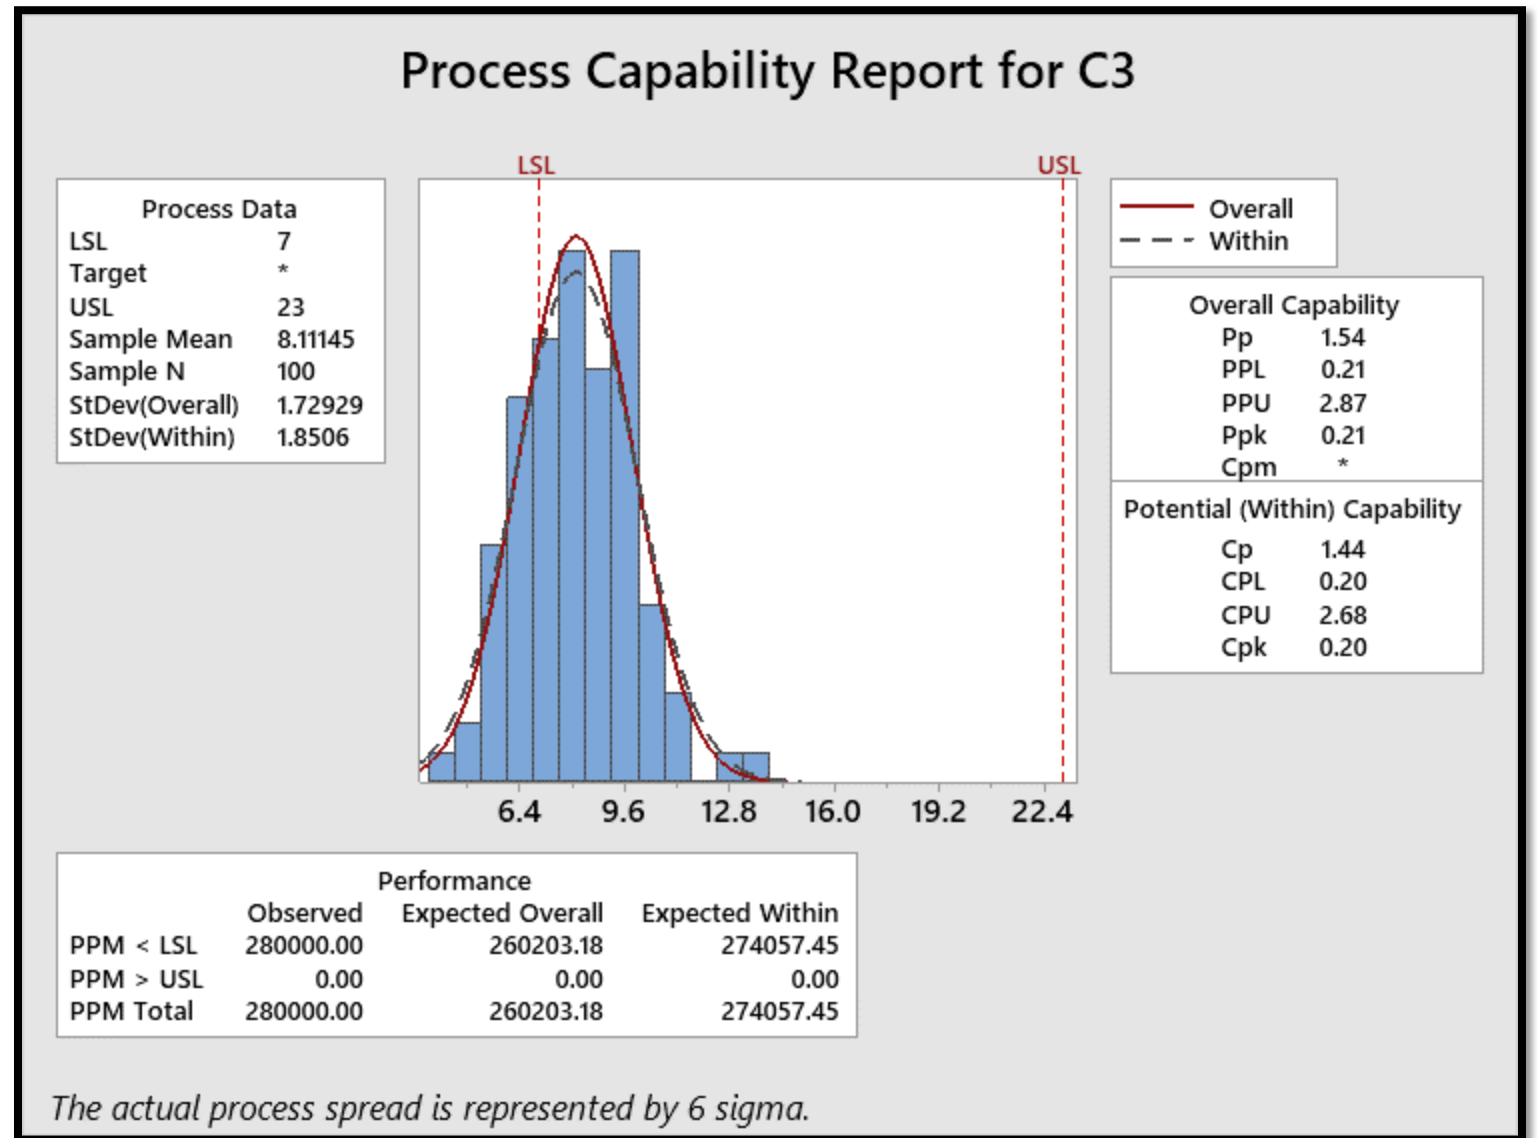 Process Capability Report for C3
LSL USL
Process Data
LSL 7
Target *
USL 23
Sample Mean 8.11145
Sample N 100
StDev(Overall) 1.72929
StDev(Within) 1.8506
Overall
Within
Overall Capability
Pp 1.54
PPL 0.21
PPU 2.87
Ppk 0.21
Cpm *
Potential (Within) Capability
Cp 1.44
CPL 0.20
CPU 2.68
Cpk 0.20
6.4 9.6 12.8 16.0 19.2 22.4
Performance
Observed Expected Overall Expected Within
PPM < LSL 280000.00 260203.18 274057.45
PPM > USL 0.00 0.00 0.00
PPM Total 280000.00 260203.18 274057.45
The actual process spread is represented by 6 sigma.